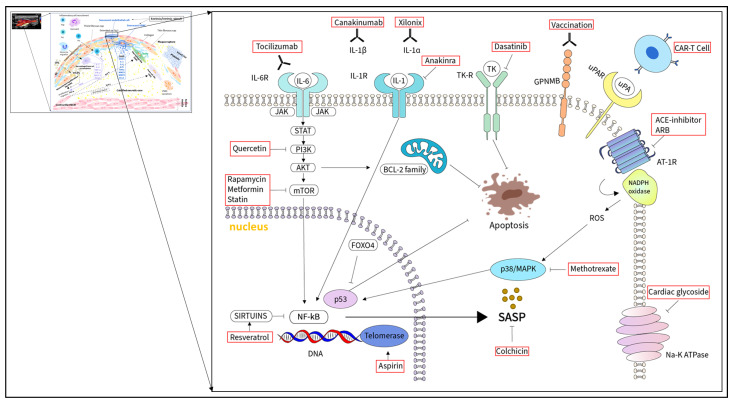 Canakinumab
Xilonix
Vaccination
CAR-T Cell
Tocilizumab
IL-1β
IL-1α
Dasatinib
Anakinra
IL-6R
IL-6
IL-1R
IL-1
TK-R
TK
GPNMB
uPAR
uPA
JAK
JAK
STAT
ACE-inhibitor
ARB
Quercetin
PI3K
AKT
BCL-2 family
AT-1R
Rapamycin
Metformin
Statin
mTOR
NADPH
oxidase
nucleus
Apoptosis
ROS
FOXO4
p38/MAPK
Methotrexate
p53
Cardiac glycoside
SIRTUINS
NF-kB
SASP
Resveratrol
Telomerase
DNA
Colchicin
Na-K ATPase
Aspirin